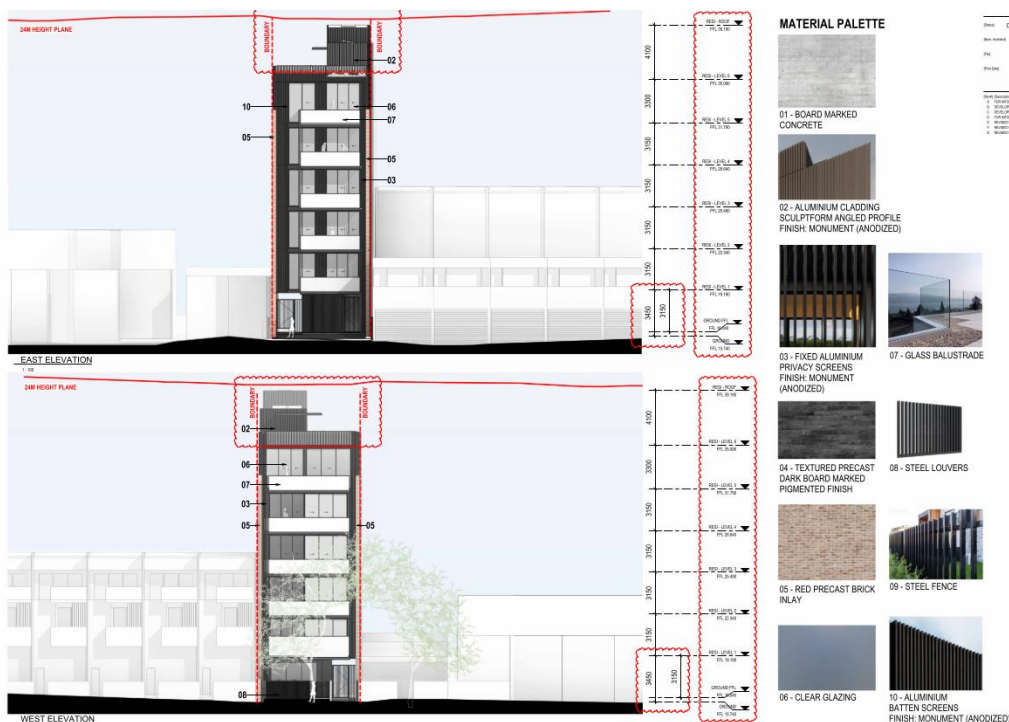 24M HEIGHT PLANE
BOUNDARY
BOUNDARY
02
10
06
07
05
05
03
EAST ELEVATION
1 : 100
4100
3300
3150
3150
3150
3150
3450
3150
RESI - ROOF
RESI - LEVEL 6
RESI - LEVEL 5
RESI - LEVEL 4
RESI - LEVEL 3
RESI - LEVEL 2
RESI - LEVEL 1
GROUND FFL
GROUND
24M HEIGHT PLANE
BOUNDARY
BOUNDARY
02
06
07
03
05
05
08
WEST ELEVATION
4100
3300
3150
3150
3150
3150
3450
3150
RESI - ROOF
RESI - LEVEL 6
RESI - LEVEL 5
RESI - LEVEL 4
RESI - LEVEL 3
RESI - LEVEL 2
RESI - LEVEL 1
GROUND FFL
GROUND
MATERIAL PALETTE
01 - BOARD MARKED
CONCRETE
02 - ALUMINIUM CLADDING
SCULPTFORM ANGLED PROFILE
FINISH: MONUMENT (ANODIZED)
03 - FIXED ALUMINIUM
PRIVACY SCREENS
FINISH: MONUMENT
(ANODIZED)
07 - GLASS BALUSTRADE
04 - TEXTURED PRECAST
DARK BOARD MARKED
PIGMENTED FINISH
08 - STEEL LOUVERS
05 - RED PRECAST BRICK
INLAY
09 - STEEL FENCE
06 - CLEAR GLAZING
10 - ALUMINIUM
BATTEN SCREENS
FINISH: MONUMENT (ANODIZED)